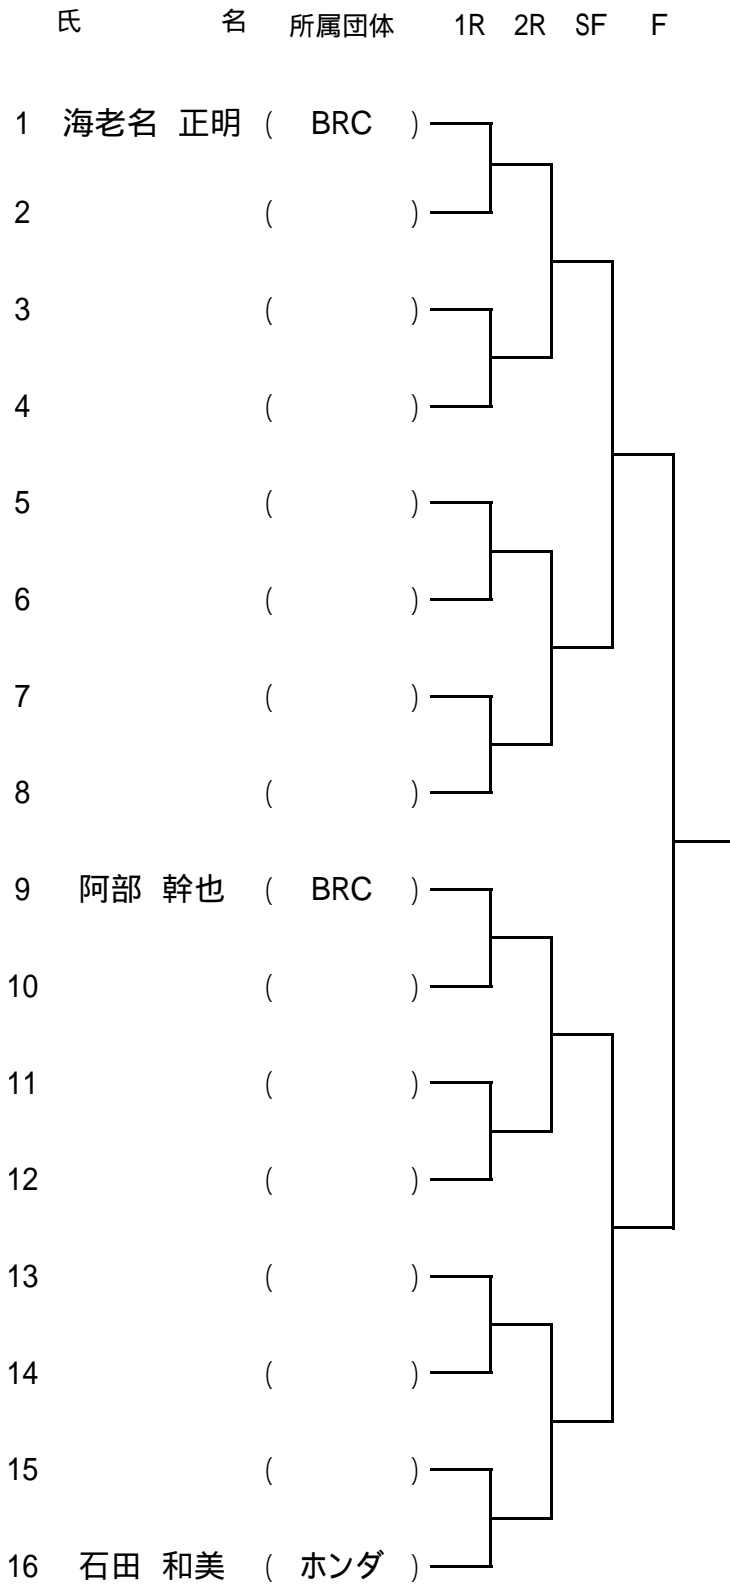 氏 名 所属団体 1R 2R SF F
1 海老名 正明 ( BRC )
2 ( )
3 ( )
4 ( )
5 ( )
6 ( )
7 ( )
8 ( )
9 阿部 幹也 ( BRC )
10 ( )
11 ( )
12 ( )
13 ( )
14 ( )
15 ( )
16 石田 和美 ( ホンダ )